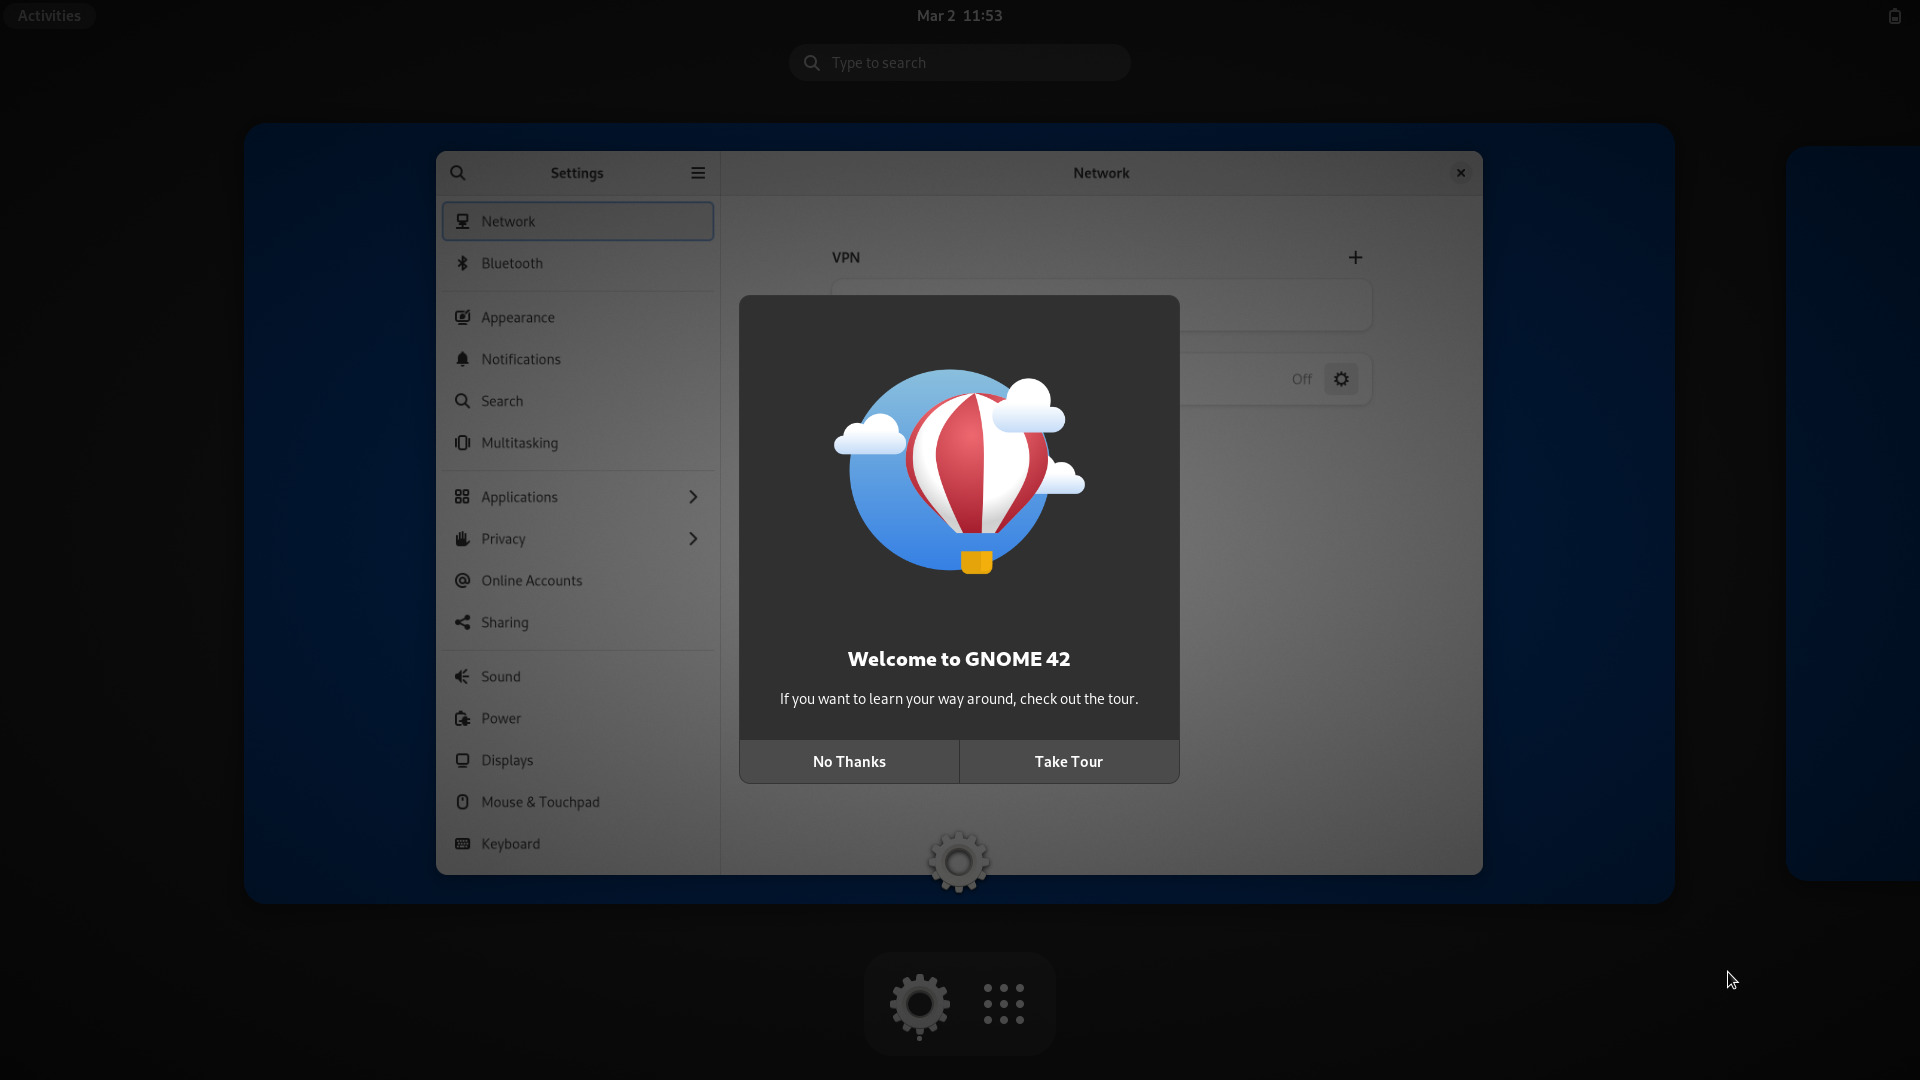 Activities
Mar 2 11:53
Type to search
Settings
Network
Network
Bluetooth
Appearance
Notifications
Search
Multitasking
Applications
Privacy
Online Accounts
Sharing
Sound
Power
Displays
Mouse & Touchpad
Keyboard
VPN
Off
Welcome to GNOME 42
If you want to learn your way around, check out the tour.
No Thanks
Take Tour